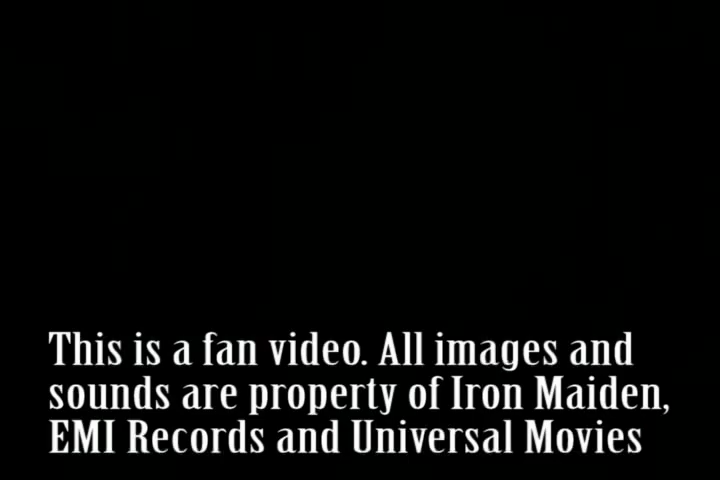 This is a fan video. All images and
sounds are property of Iron Maiden,
EMI Records and Universal Movies